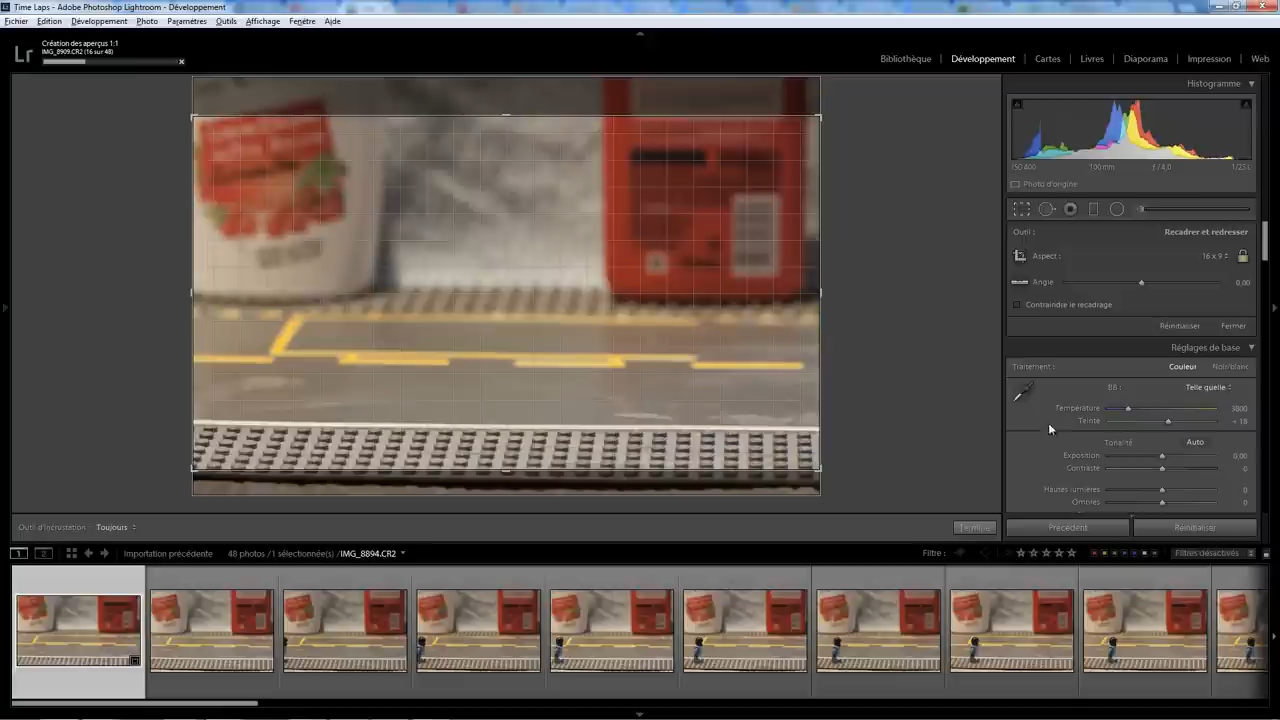 Time Laps - Adobe Photoshop Lightroom - Développement
Fichier Edition Développement Photo Paramètres Outils Affichage Fenêtre Aide
Lr
Création des aperçus 1:1
IMG_8909.CR2 (16 sur 48)
Bibliothèque Développement Cartes Livres Diaporama Impression Web
Histogramme
ISO 400 100 mm ƒ / 4,0
Photo d'origine
Outil : Recadrer et redresser
Aspect : 16 x 9
Angle 0,00
Contraindre le recadrage
Réinitialiser Fermer
Réglages de base
Traitement : Couleur Noir/blanc
BB : Telle quelle
Température 3800
Teinte + 18
Tonalité Auto
Exposition 0,00
Contraste 0
Hautes lumières 0
Ombres 0
Outil d'incrustation Toujours
Précédent Réinitialiser
1 2 Importation précédente 48 photos /1 sélectionnée(s) /IMG_8894.CR2 Filtre : Filtres désactivés